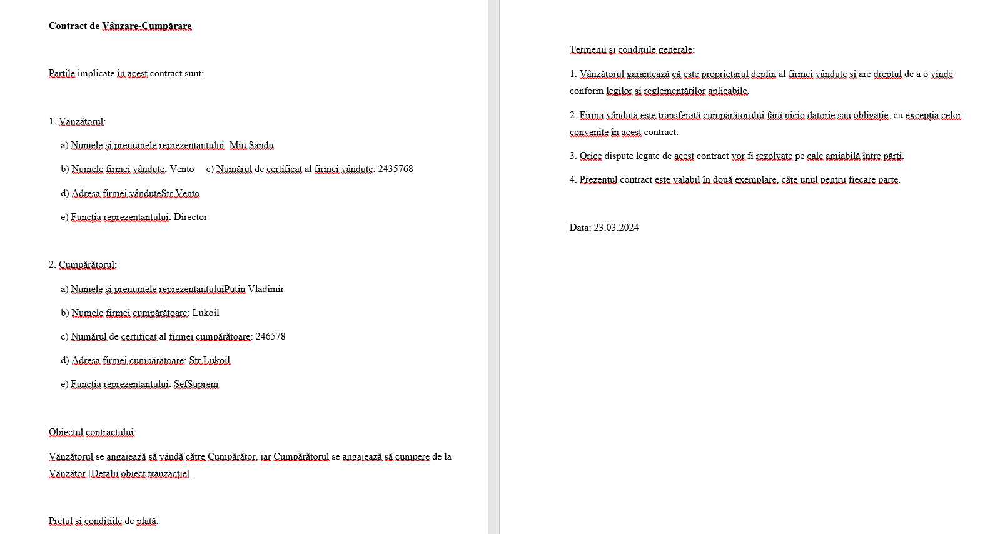 Contract de Vânzare-Cumpărare
Partile implicate în acest contract sunt:
1. Vânzătorul:
a) Numele și prenumele reprezentantului: Miu Sandu
b) Numele firmei vândute: Vento c) Numărul de certificat al firmei vândute: 2435768
d) Adresa firmei vânduteStr.Vento
e) Funcția reprezentantului: Director
2. Cumpărătorul:
a) Numele și prenumele reprezentantuluiPutin Vladimir
b) Numele firmei cumpărătoare: Lukoil
c) Numărul de certificat al firmei cumpărătoare: 246578
d) Adresa firmei cumpărătoare: Str.Lukoil
e) Funcția reprezentantului: SefSuprem
Obiectul contractului:
Vânzătorul se angajează să vândă către Cumpărător, iar Cumpărătorul se angajează să cumpere de la
Vânzător [Detalii obiect tranzacție].
Prețul și condițiile de plată:
Termenii și condițiile generale:
1. Vânzătorul garantează că este proprietarul deplin al firmei vândute și are dreptul de a o vinde
conform legilor și reglementărilor aplicabile.
2. Firma vândută este transferată cumpărătorului fără nicio datorie sau obligație, cu excepția celor
convenite în acest contract.
3. Orice dispute legate de acest contract vor fi rezolvate pe cale amiabilă între părți.
4. Prezentul contract este valabil în două exemplare, câte unul pentru fiecare parte.
Data: 23.03.2024